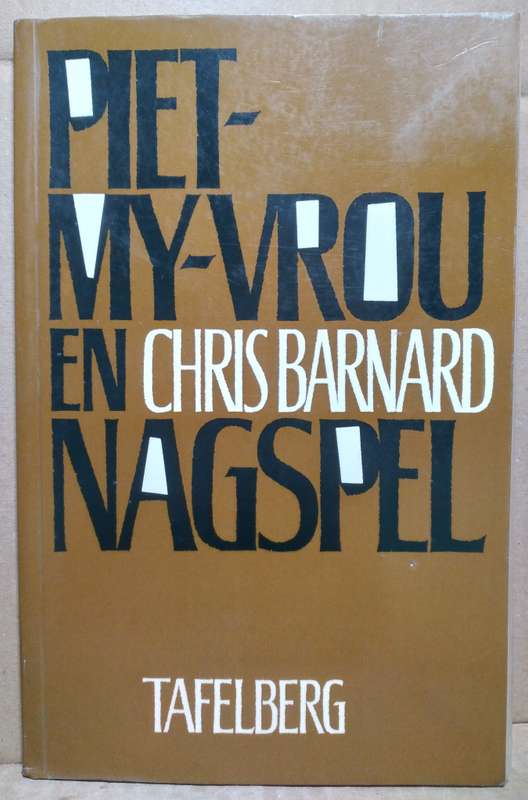 PIET-
MY-VROU
EN CHRIS BARNARD
NAGSPEL
TAFELBERG